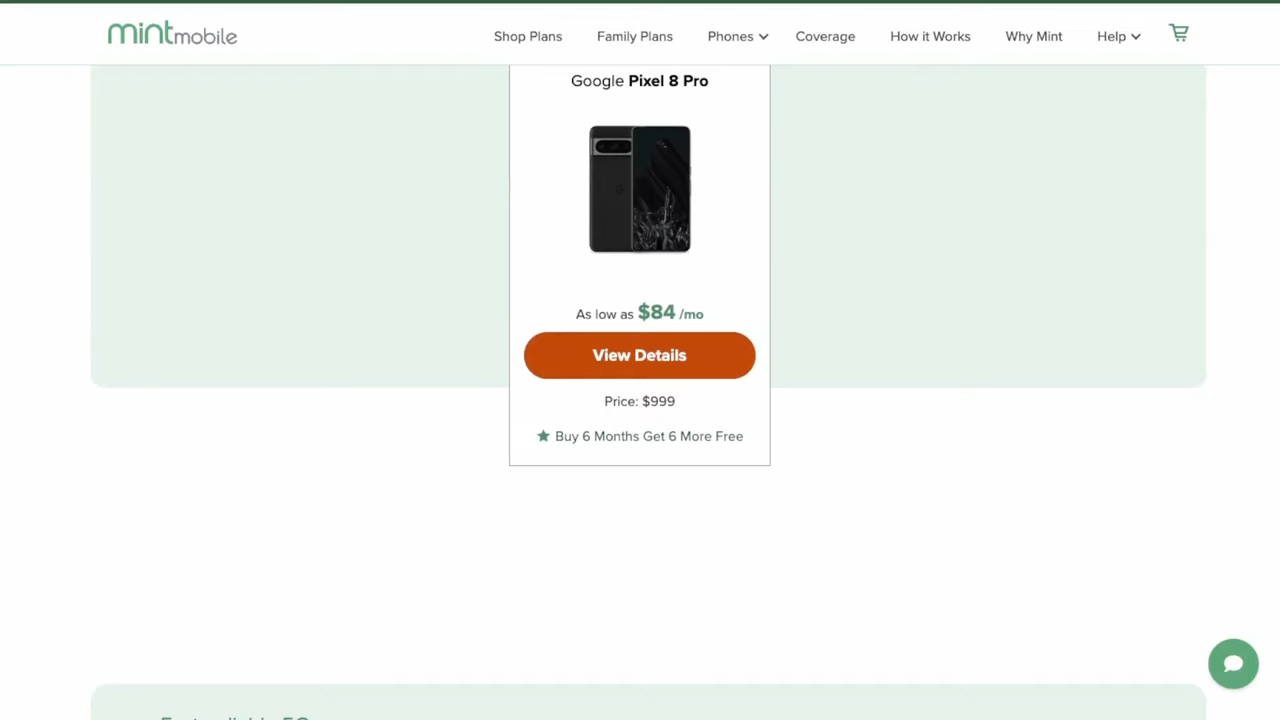 mintmobile
Shop Plans Family Plans Phones Coverage How it Works Why Mint Help
Google Pixel 8 Pro
As low as $84 /mo
View Details
Price: $999
Buy 6 Months Get 6 More Free